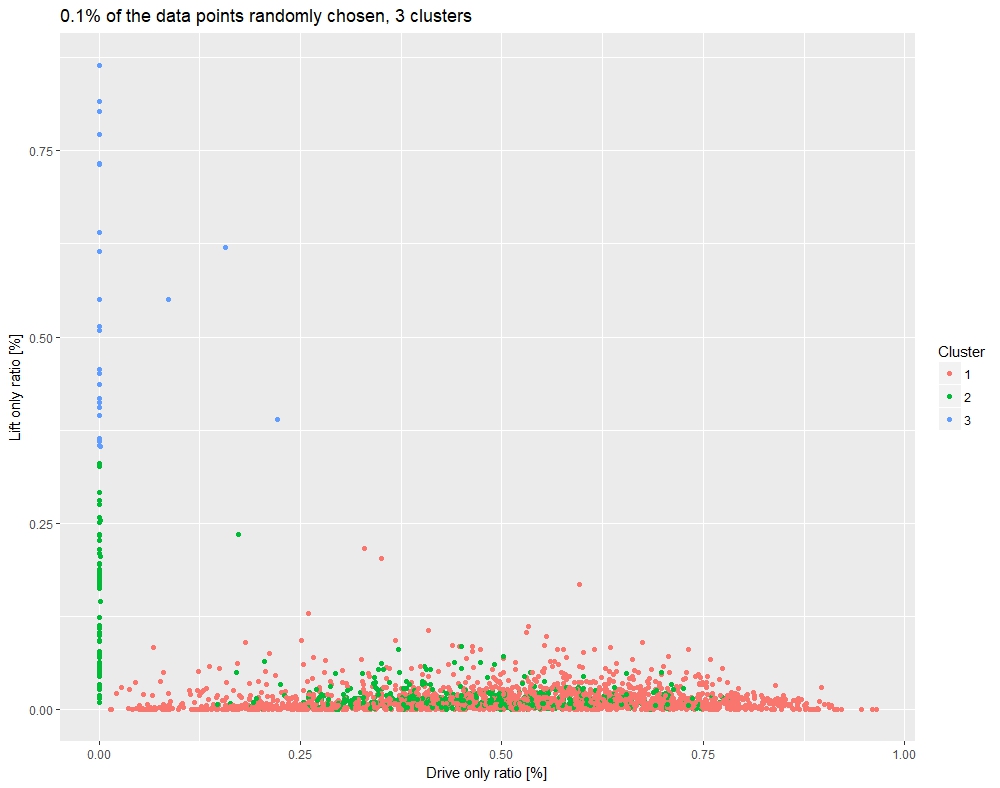 0.1% of the data points randomly chosen, 3 clusters
Lift only ratio [%]
0.75
0.50
0.25
0.00
0.00 0.25 0.50 0.75 1.00
Drive only ratio [%]
Cluster
1
2
3